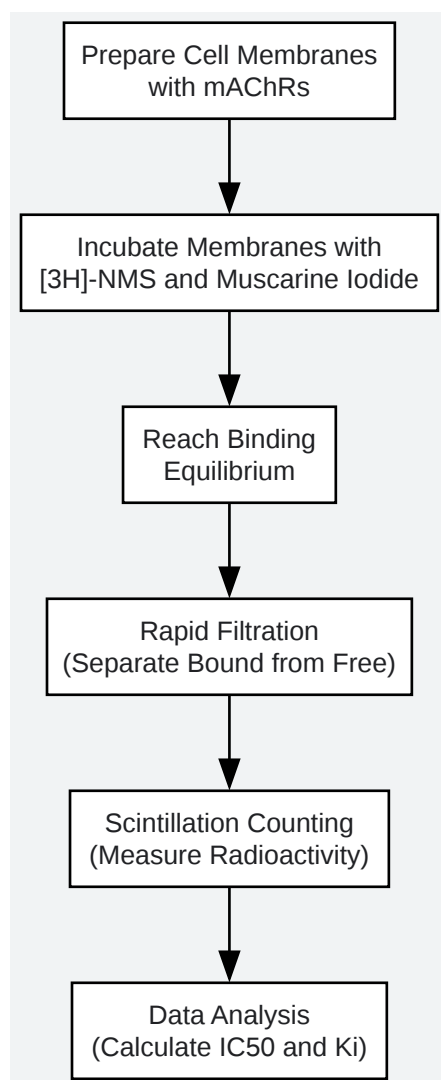 Prepare Cell Membranes
with mAChRs
Incubate Membranes with
[3H]-NMS and Muscarine Iodide
Reach Binding
Equilibrium
Rapid Filtration
(Separate Bound from Free)
Scintillation Counting
(Measure Radioactivity)
Data Analysis
(Calculate IC50 and Ki)